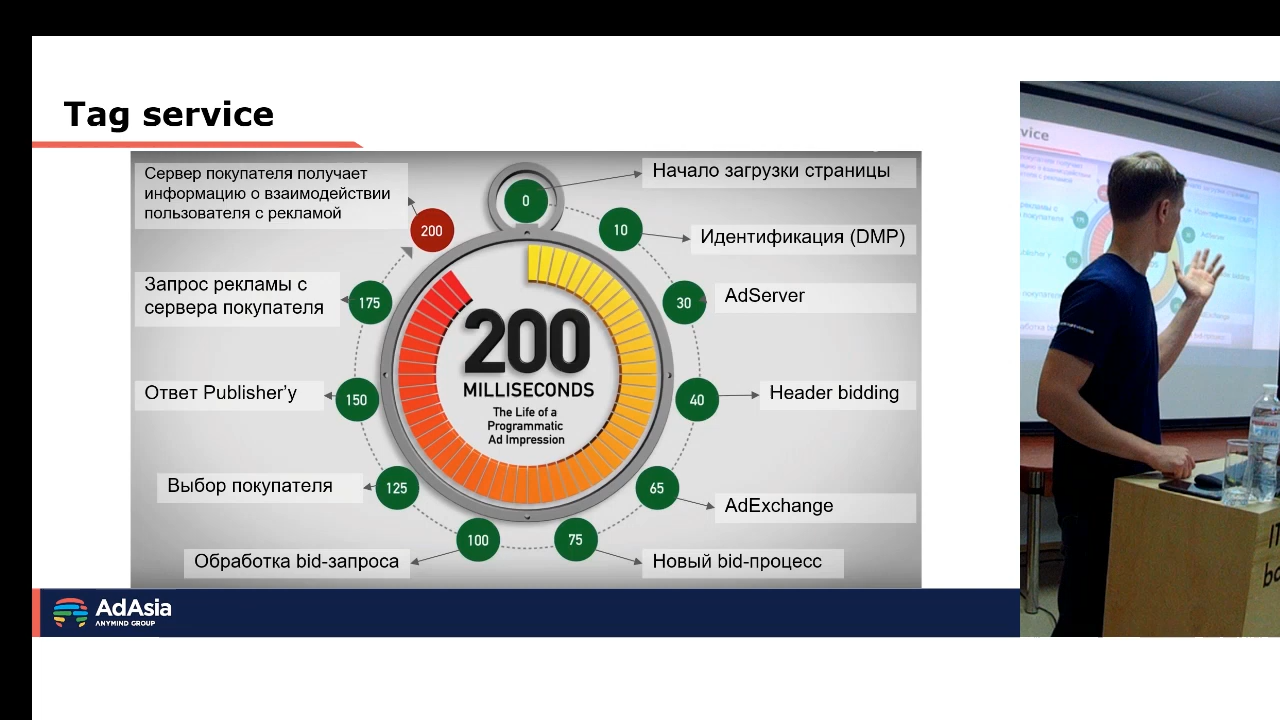 Tag service
Сервер покупателя получает
информацию о взаимодействии
пользователя с рекламой
Начало загрузки страницы
0
200
10
Идентификация (DMP)
Запрос рекламы с
сервера покупателя
175
30
AdServer
200
MILLISECONDS
The Life of a
Programmatic
Ad Impression
Ответ Publisher’у
150
40
Header bidding
Выбор покупателя
125
65
AdExchange
Обработка bid-запроса
100
75
Новый bid-процесс
AdAsia
ANYMIND GROUP